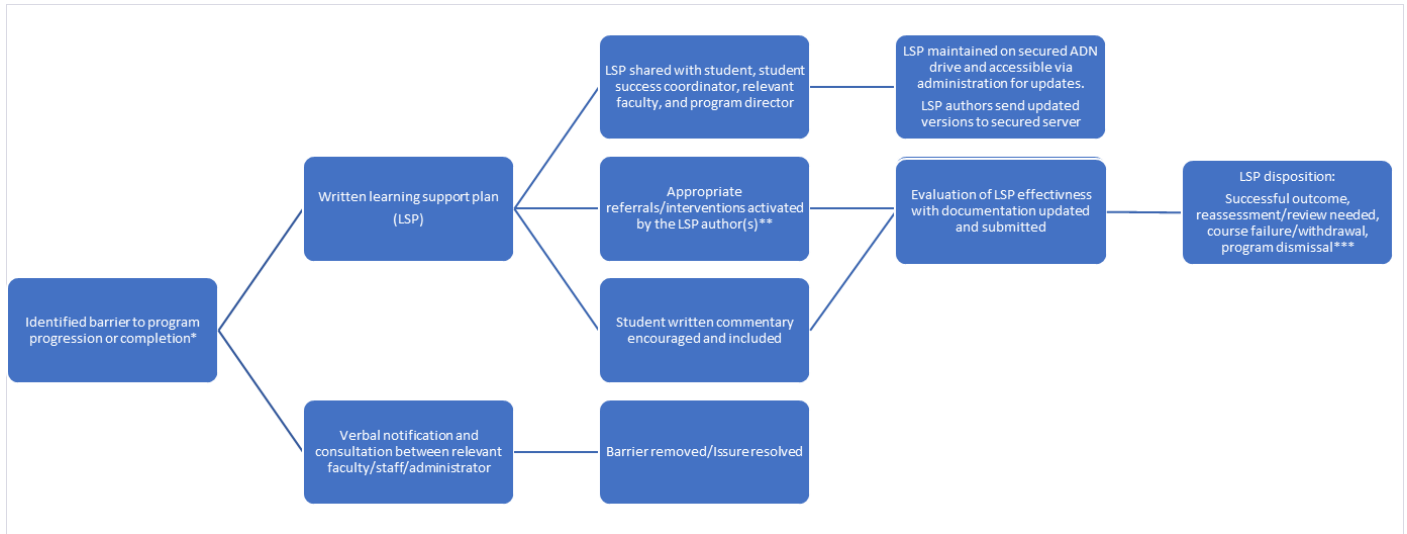 LSP shared with student, student
success coordinator, relevant
faculty, and program director
LSP maintained on secured ADN
drive and accessible via
administration for updates.
LSP authors send updated
versions to secured server
Written learning support plan
(LSP)
Appropriate
referrals/interventions activated
by the LSP author(s)**
Evaluation of LSP effectivness
with documentation updated
and submitted
LSP disposition:
Successful outcome,
reassessment/review needed,
course failure/withdrawal,
program dismissal***
Identified barrier to program
progression or completion*
Student written commentary
encouraged and included
Verbal notification and
consultation between relevant
faculty/staff/administrator
Barrier removed/Issure resolved